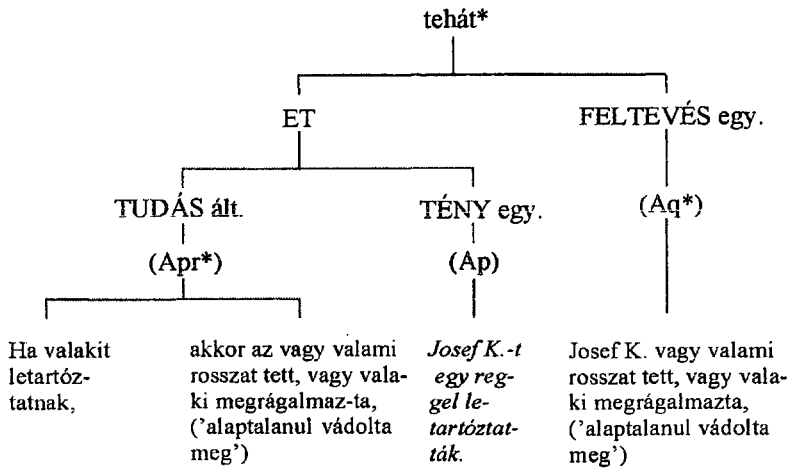 tehát*
ET
FELTEVÉS egy.
TUDÁS ált.
TÉNY egy.
(Aq*)
(Apr*)
(Ap)
Ha valakit
letartóz-
tatnak,
akkor az vagy valami
rosszat tett, vagy vala-
ki megrágalmaz-ta,
('alaptalanul vádolta
meg')
Josef K.-t
egy reg-
gel le-
tartóztat-
ták.
Josef K. vagy valami
rosszat tett, vagy vala-
ki megrágalmazta,
('alaptalanul vádolta
meg')